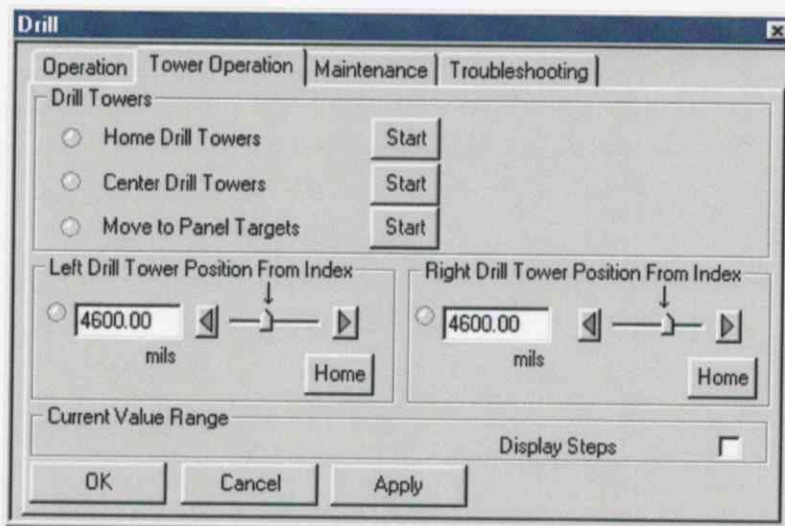 Drill
Operation Tower Operation Maintenance Troubleshooting
Drill Towers
Home Drill Towers Start
Center Drill Towers Start
Move to Panel Targets Start
Left Drill Tower Position From Index
4600.00
mils
Home
Right Drill Tower Position From Index
4600.00
mils
Home
Current Value Range
Display Steps
OK Cancel Apply